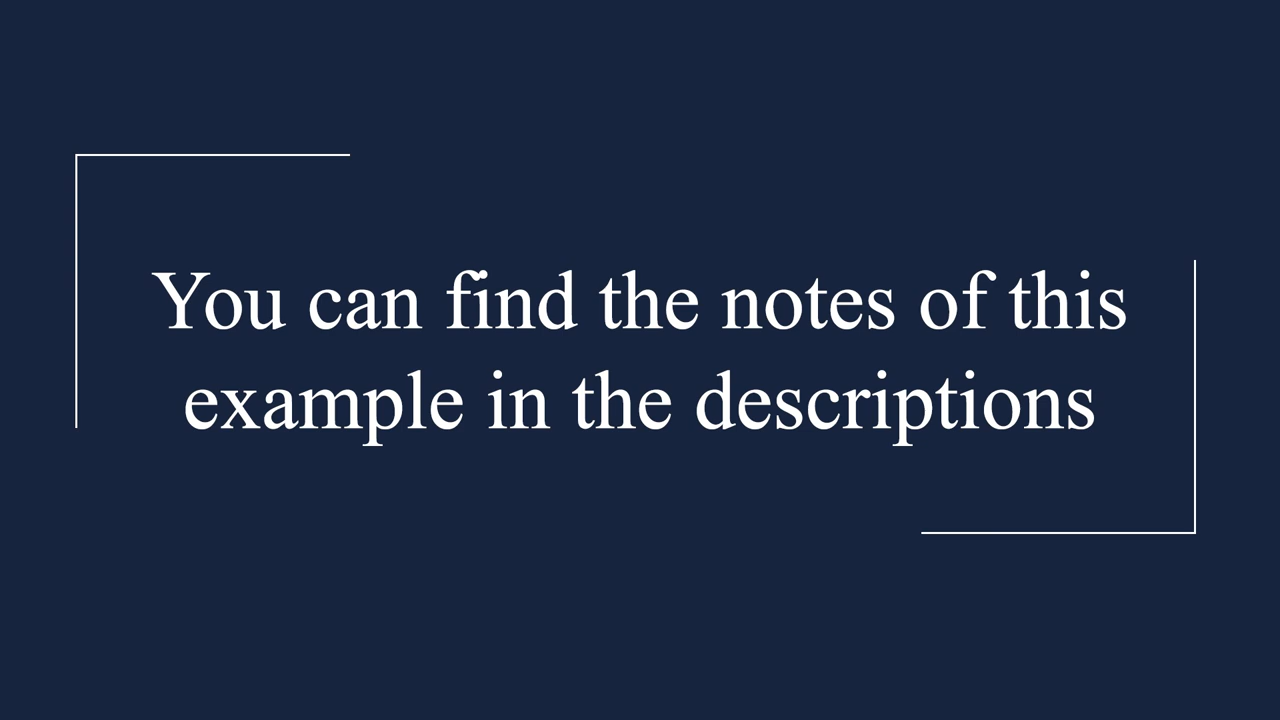 You can find the notes of this
example in the descriptions